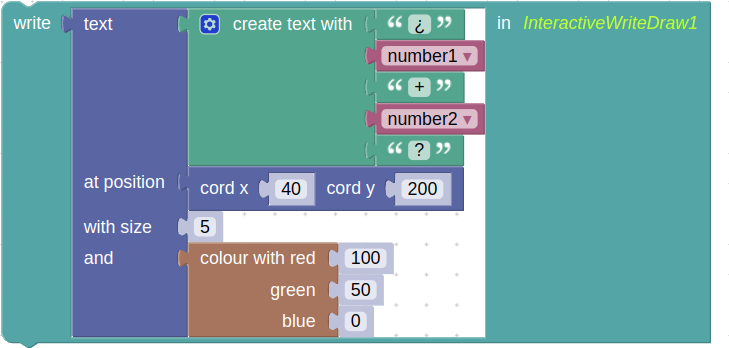 write text create text with “ ¿ ” in InteractiveWriteDraw1
number1 ▾
“ + ”
number2 ▾
“ ? ”
at position cord x 40 cord y 200
with size 5
and colour with red 100
green 50
blue 0